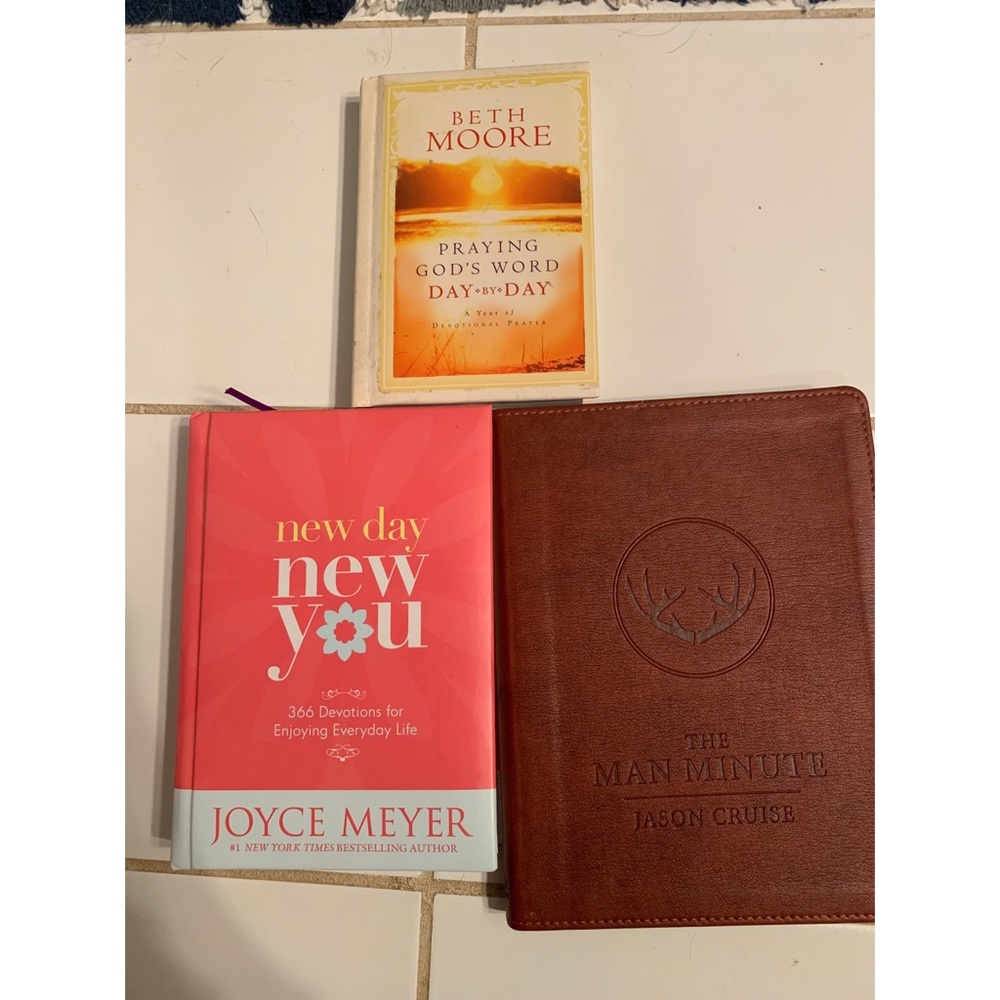 BETH
MOORE
PRAYING
GOD'S WORD
DAY·BY·DAY
A Year of
DEVOTIONAL PRAYER
new day
new
you
366 Devotions for
Enjoying Everyday Life
JOYCE MEYER
#1 NEW YORK TIMES BESTSELLING AUTHOR
THE
MAN MINUTE
JASON CRUISE